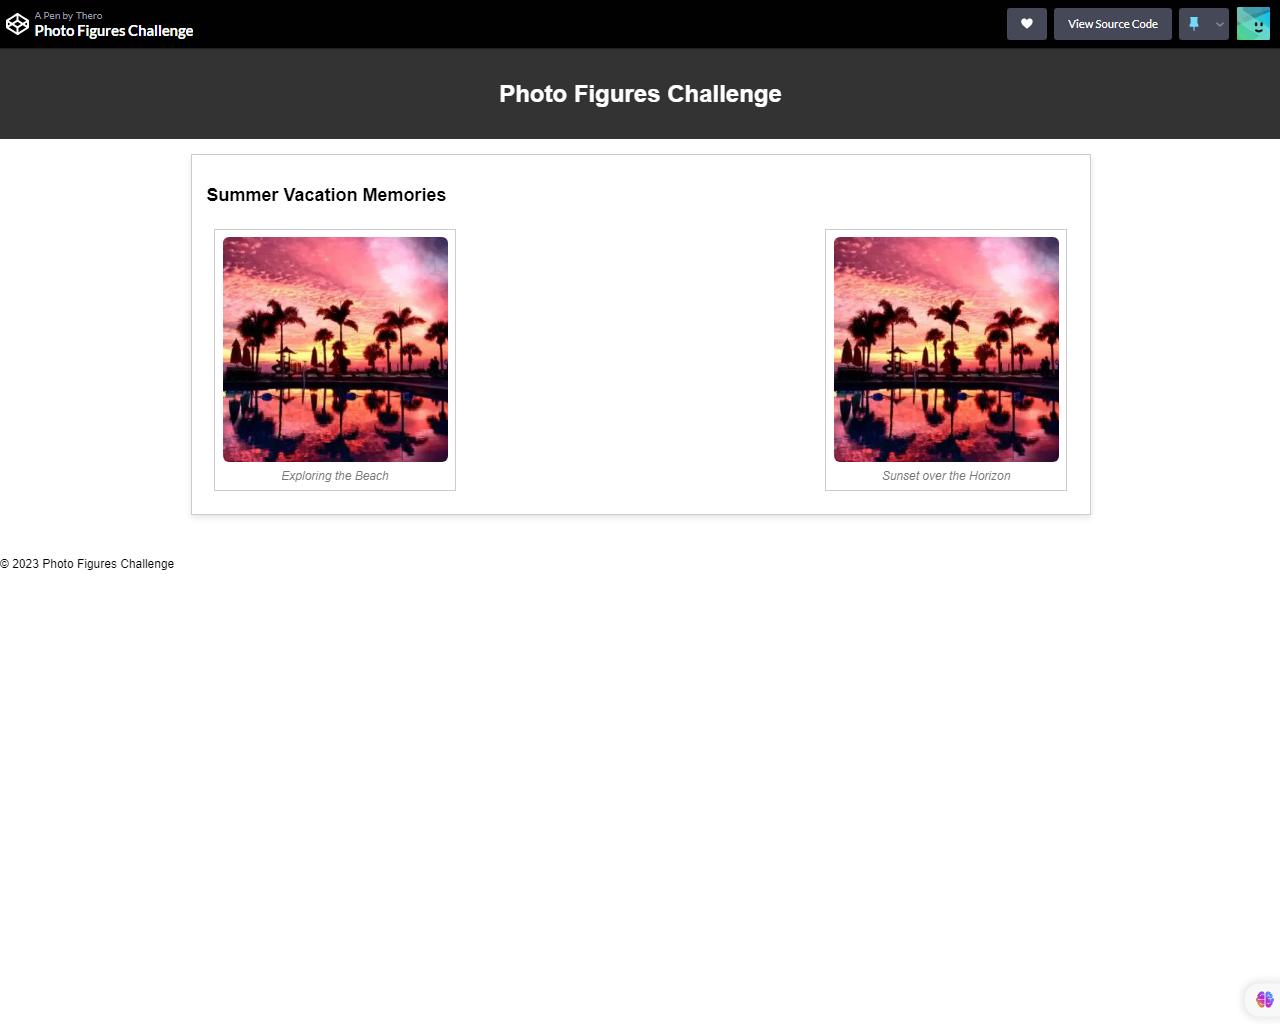 A Pen by Thero
Photo Figures Challenge
View Source Code
Photo Figures Challenge
Summer Vacation Memories
Exploring the Beach
Sunset over the Horizon
© 2023 Photo Figures Challenge